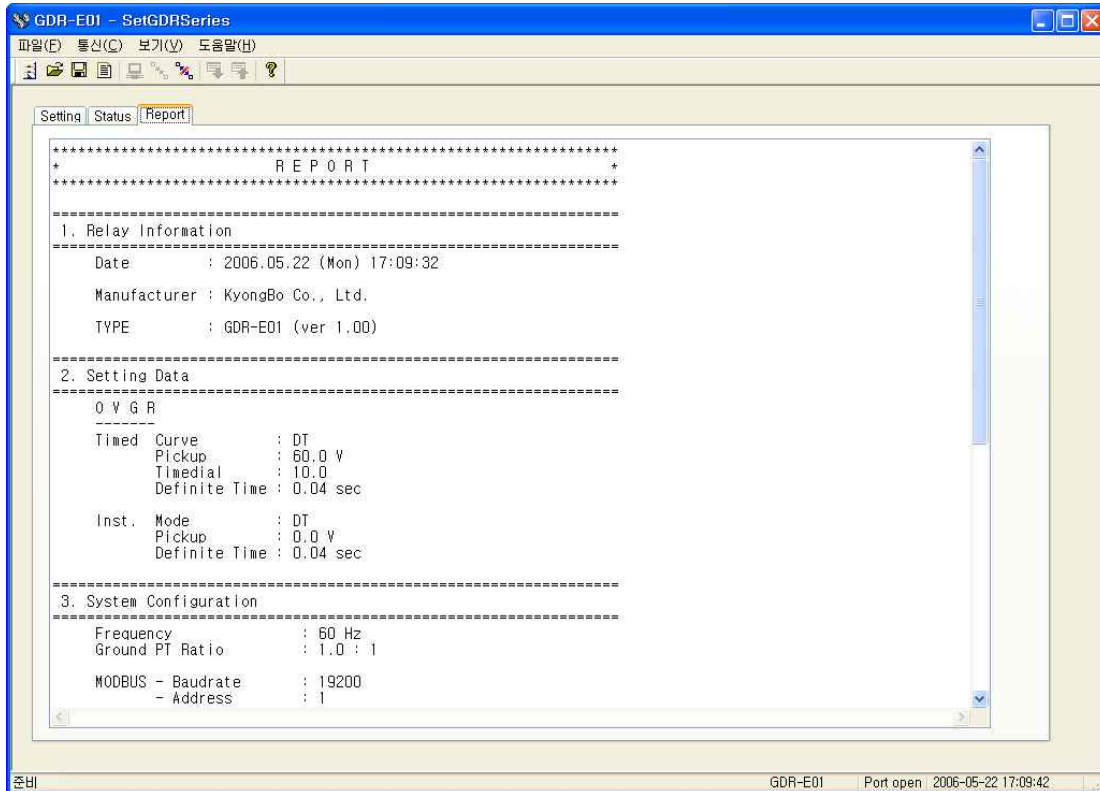 GDR-E01 - SetGDRSeries
파일(F) 통신(C) 보기(V) 도움말(H)
Setting Status Report
******************************************************************
* R E P O R T *
******************************************************************
==================================================================
1. Relay Information
==================================================================
Date : 2006.05.22 (Mon) 17:09:32
Manufacturer : KyongBo Co., Ltd.
TYPE : GDR-E01 (ver 1.00)
==================================================================
2. Setting Data
==================================================================
O V G R
-------
Timed Curve : DT
Pickup : 60.0 V
Timedial : 10.0
Definite Time : 0.04 sec
Inst. Mode : DT
Pickup : 0.0 V
Definite Time : 0.04 sec
==================================================================
3. System Configuration
==================================================================
Frequency : 60 Hz
Ground PT Ratio : 1.0 : 1
MODBUS - Baudrate : 19200
- Address : 1
준비 GDR-E01 Port open 2006-05-22 17:09:42